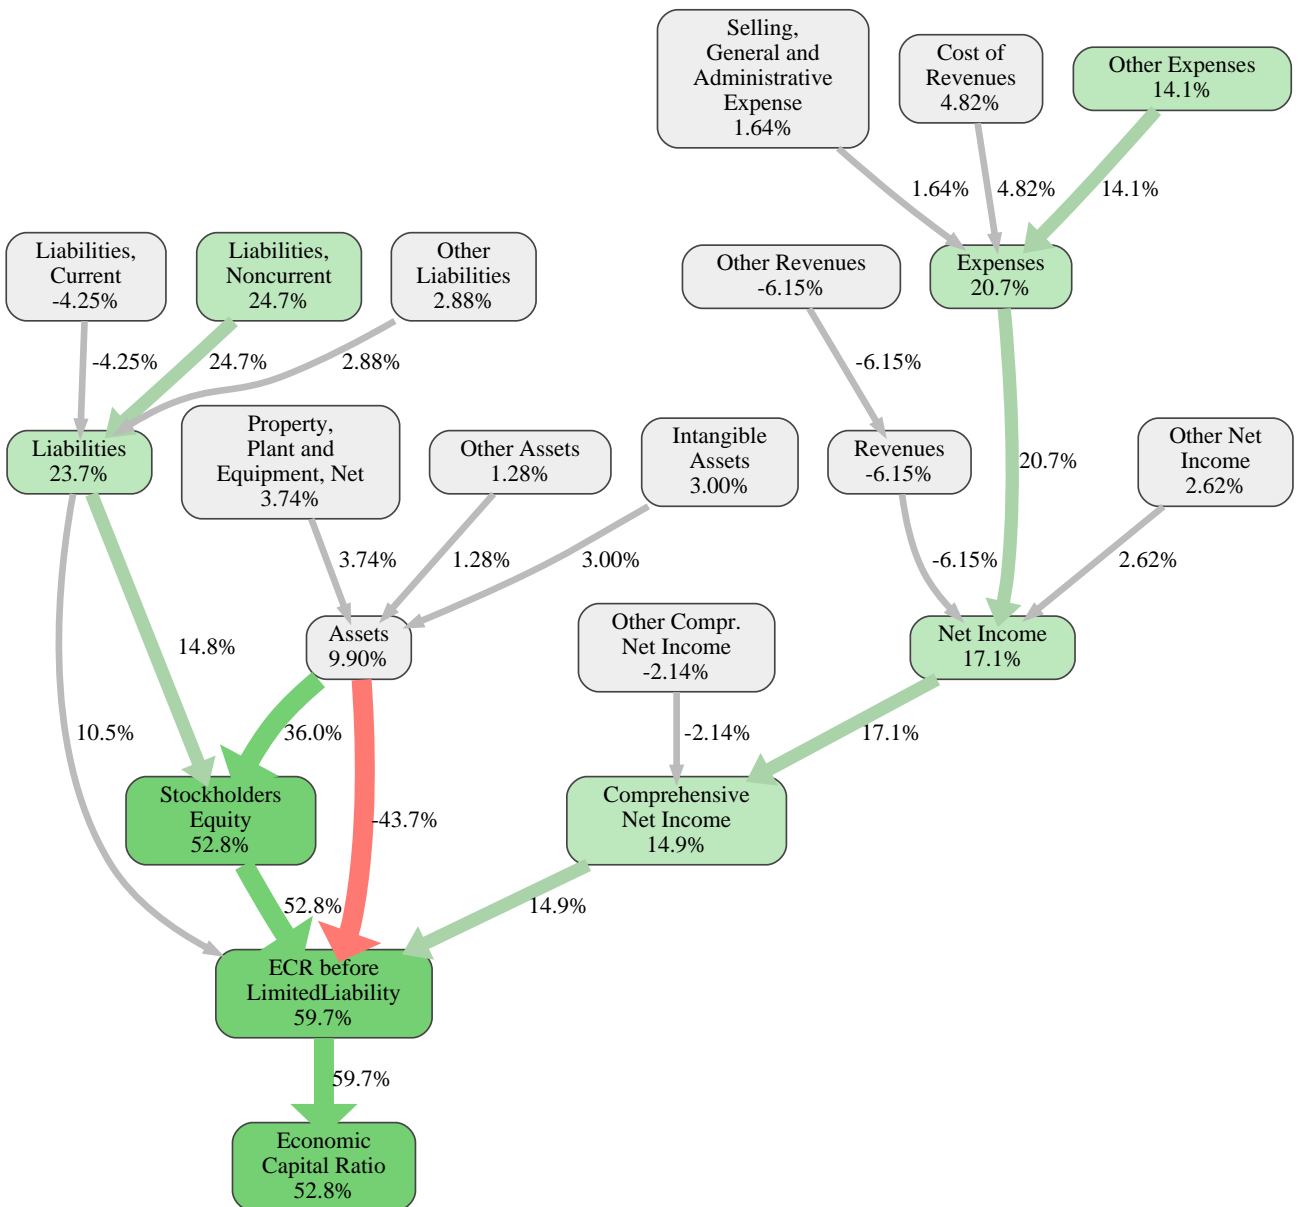 Selling,
General and
Administrative
Expense
1.64%
Cost of
Revenues
4.82%
Other Expenses
14.1%
1.64%
4.82%
14.1%
Liabilities,
Current
-4.25%
Liabilities,
Noncurrent
24.7%
Other
Liabilities
2.88%
Other Revenues
-6.15%
Expenses
20.7%
-4.25%
24.7%
2.88%
-6.15%
Liabilities
23.7%
Property,
Plant and
Equipment, Net
3.74%
Other Assets
1.28%
Intangible
Assets
3.00%
Revenues
-6.15%
20.7%
Other Net
Income
2.62%
3.74%
1.28%
3.00%
-6.15%
2.62%
14.8%
Assets
9.90%
Other Compr.
Net Income
-2.14%
Net Income
17.1%
10.5%
36.0%
-2.14%
17.1%
Stockholders
Equity
52.8%
-43.7%
Comprehensive
Net Income
14.9%
52.8%
14.9%
ECR before
LimitedLiability
59.7%
59.7%
Economic
Capital Ratio
52.8%